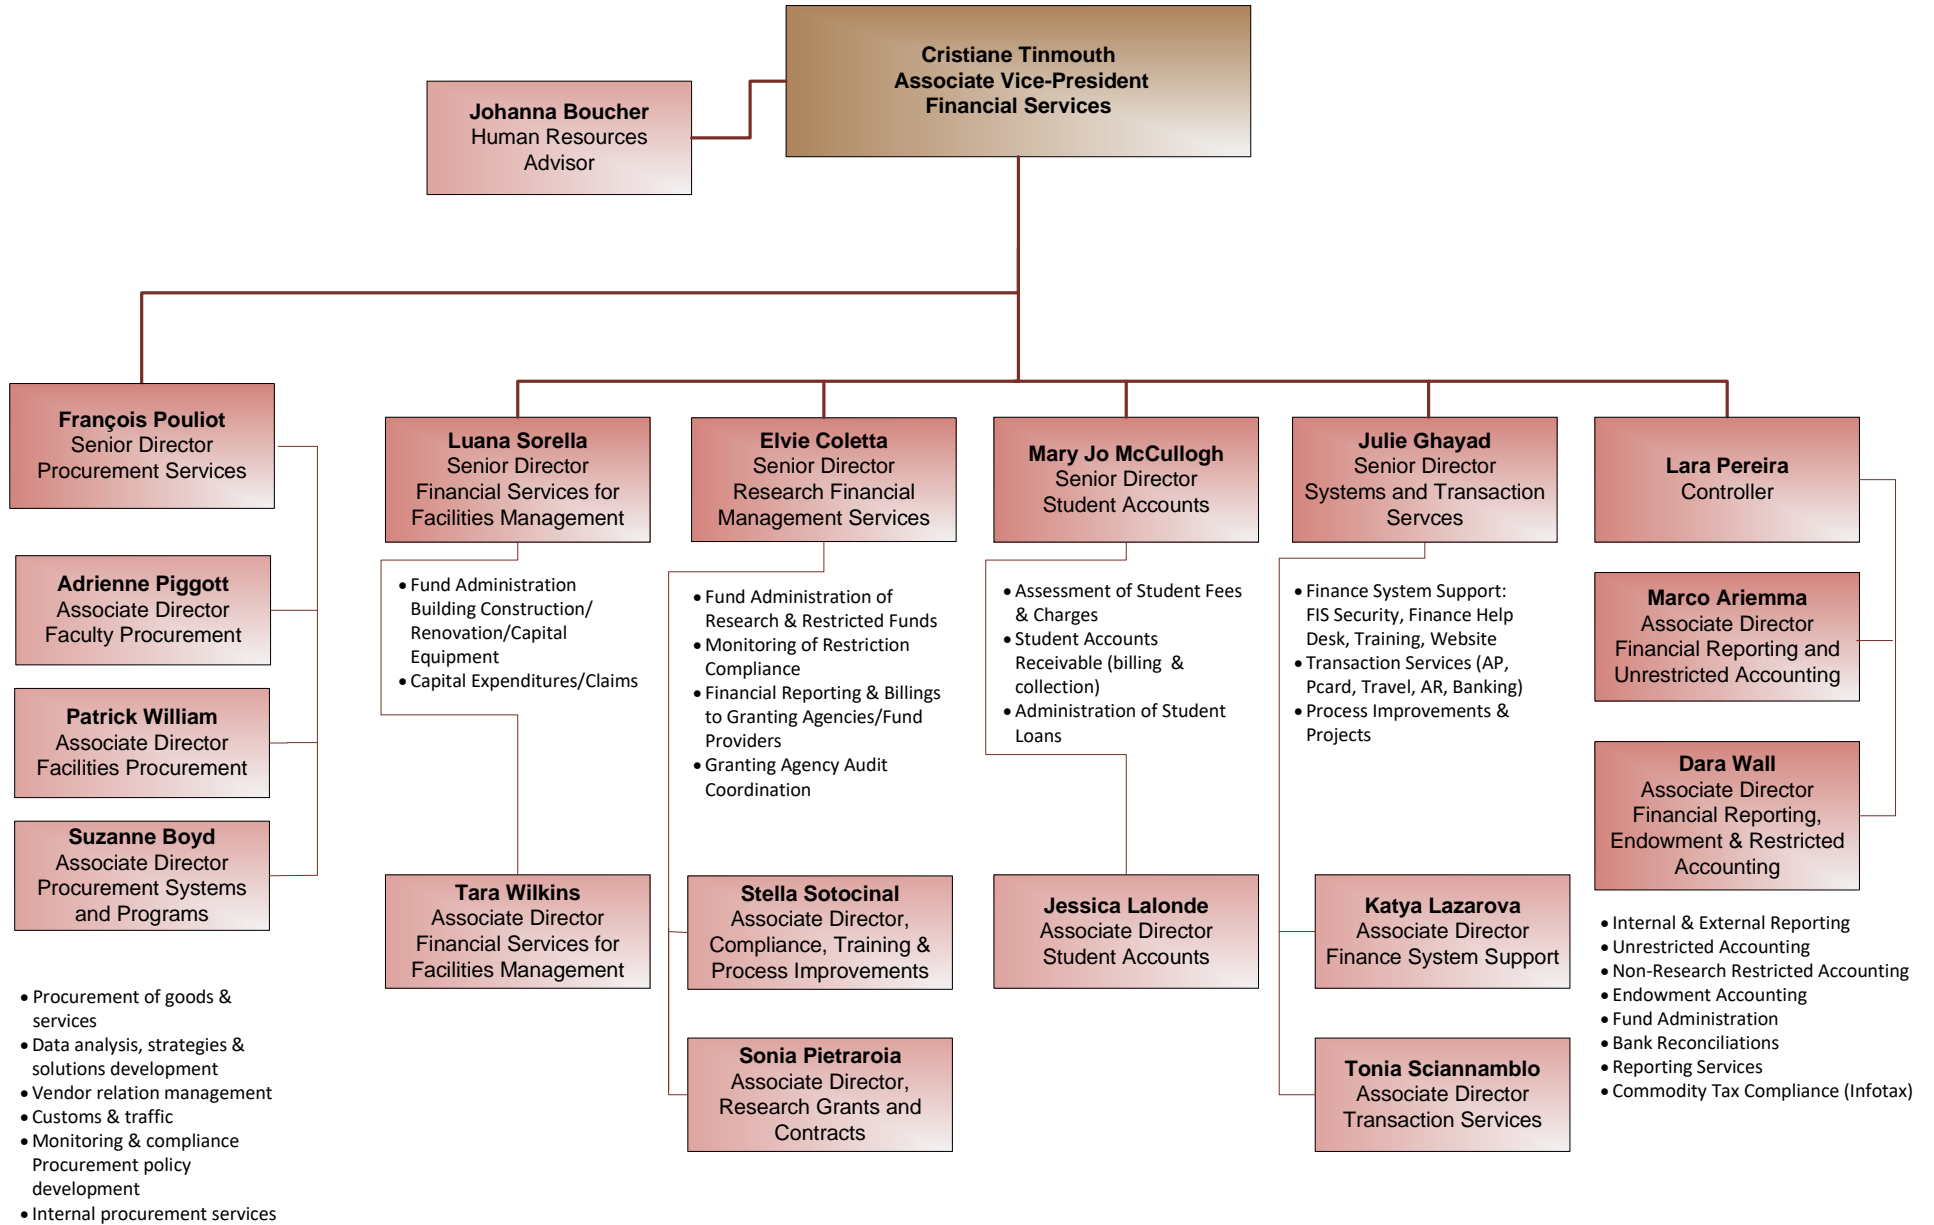 Cristiane Tinmouth
Associate Vice-President
Financial Services
Johanna Boucher
Human Resources
Advisor
François Pouliot
Senior Director
Procurement Services
Adrienne Piggott
Associate Director
Faculty Procurement
Patrick William
Associate Director
Facilities Procurement
Suzanne Boyd
Associate Director
Procurement Systems
and Programs
• Procurement of goods &
services
• Data analysis, strategies &
solutions development
• Vendor relation management
• Customs & traffic
• Monitoring & compliance
Procurement policy
development
• Internal procurement services
Luana Sorella
Senior Director
Financial Services for
Facilities Management
• Fund Administration
Building Construction/
Renovation/Capital
Equipment
• Capital Expenditures/Claims
Tara Wilkins
Associate Director
Financial Services for
Facilities Management
Elvie Coletta
Senior Director
Research Financial
Management Services
• Fund Administration of
Research & Restricted Funds
• Monitoring of Restriction
Compliance
• Financial Reporting & Billings
to Granting Agencies/Fund
Providers
• Granting Agency Audit
Coordination
Stella Sotocinal
Associate Director,
Compliance, Training &
Process Improvements
Sonia Pietraroia
Associate Director,
Research Grants and
Contracts
Mary Jo McCullogh
Senior Director
Student Accounts
• Assessment of Student Fees
& Charges
• Student Accounts
Receivable (billing & 
collection)
• Administration of Student
Loans
Jessica Lalonde
Associate Director
Student Accounts
Julie Ghayad
Senior Director
Systems and Transaction
Servces
• Finance System Support:
FIS Security, Finance Help
Desk, Training, Website
• Transaction Services (AP,
Pcard, Travel, AR, Banking)
• Process Improvements &
Projects
Katya Lazarova
Associate Director
Finance System Support
Tonia Sciannamblo
Associate Director
Transaction Services
Lara Pereira
Controller
Marco Ariemma
Associate Director
Financial Reporting and
Unrestricted Accounting
Dara Wall
Associate Director
Financial Reporting,
Endowment & Restricted
Accounting
• Internal & External Reporting
• Unrestricted Accounting
• Non-Research Restricted Accounting
• Endowment Accounting
• Fund Administration
• Bank Reconciliations
• Reporting Services
• Commodity Tax Compliance (Infotax)